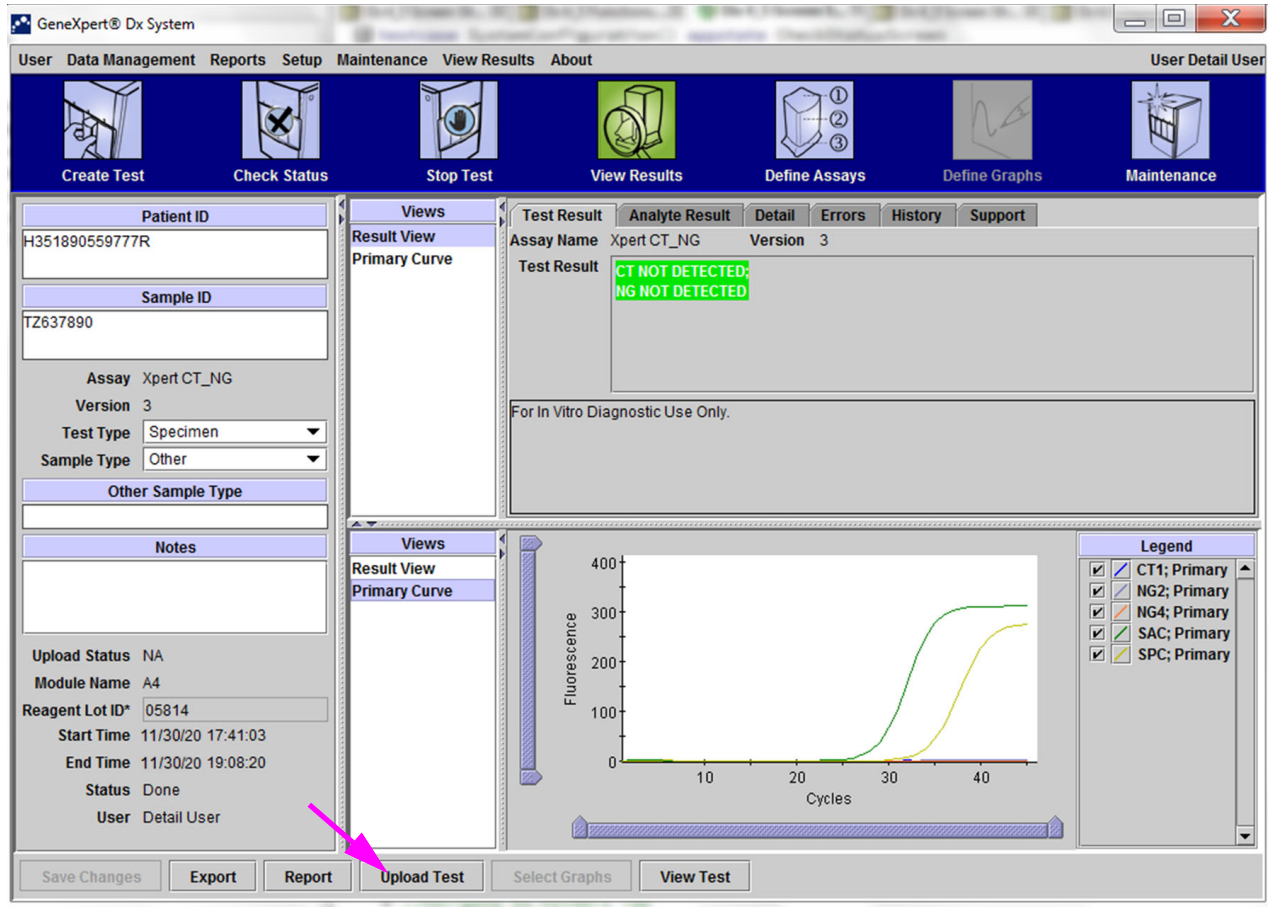 GeneXpert® Dx System
User Data Management Reports Setup Maintenance View Results About User Detail User
Create Test Check Status Stop Test View Results Define Assays Define Graphs Maintenance
① ② ③
Patient ID
H351890559777R
Sample ID
TZ637890
Assay Xpert CT_NG
Version 3
Test Type Specimen
Sample Type Other
Other Sample Type
Notes
Upload Status NA
Module Name A4
Reagent Lot ID* 05814
Start Time 11/30/20 17:41:03
End Time 11/30/20 19:08:20
Status Done
User Detail User
Views
Result View
Primary Curve
Test Result Analyte Result Detail Errors History Support
Assay Name Xpert CT_NG Version 3
Test Result CT NOT DETECTED;
NG NOT DETECTED
For In Vitro Diagnostic Use Only.
Views
Result View
Primary Curve
400
300
200
100
0
Fluorescence
10 20 30 40
Cycles
Legend
CT1; Primary
NG2; Primary
NG4; Primary
SAC; Primary
SPC; Primary
Save Changes Export Report Upload Test Select Graphs View Test